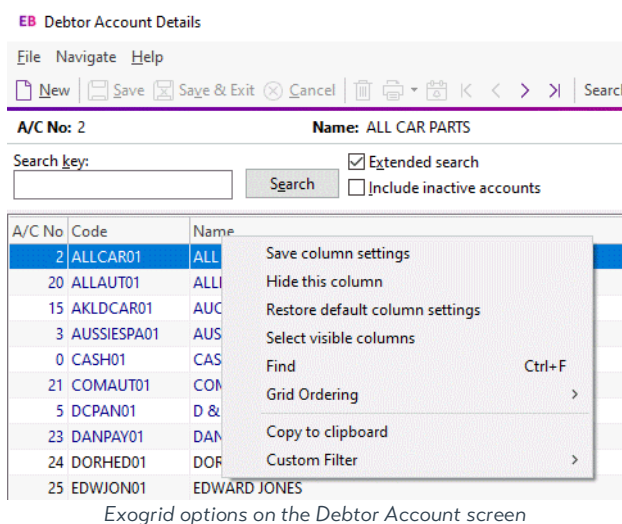 EB Debtor Account Details
File Navigate Help
New Save Save & Exit Cancel Search
A/C No: 2 Name: ALL CAR PARTS
Search key: Extended search
Search Include inactive accounts
A/C No Code Name
2 ALLCAR01 ALL
20 ALLAUT01 ALLI
15 AKLDCAR01 AUC
3 AUSSIESPA01 AUS
0 CASH01 CAS
21 COMAUT01 COM
5 DCPAN01 D &
23 DANPAY01 DAN
24 DORHED01 DOR
25 EDWJON01 EDWARD JONES
Save column settings
Hide this column
Restore default column settings
Select visible columns
Find Ctrl+F
Grid Ordering
Copy to clipboard
Custom Filter
Exogrid options on the Debtor Account screen